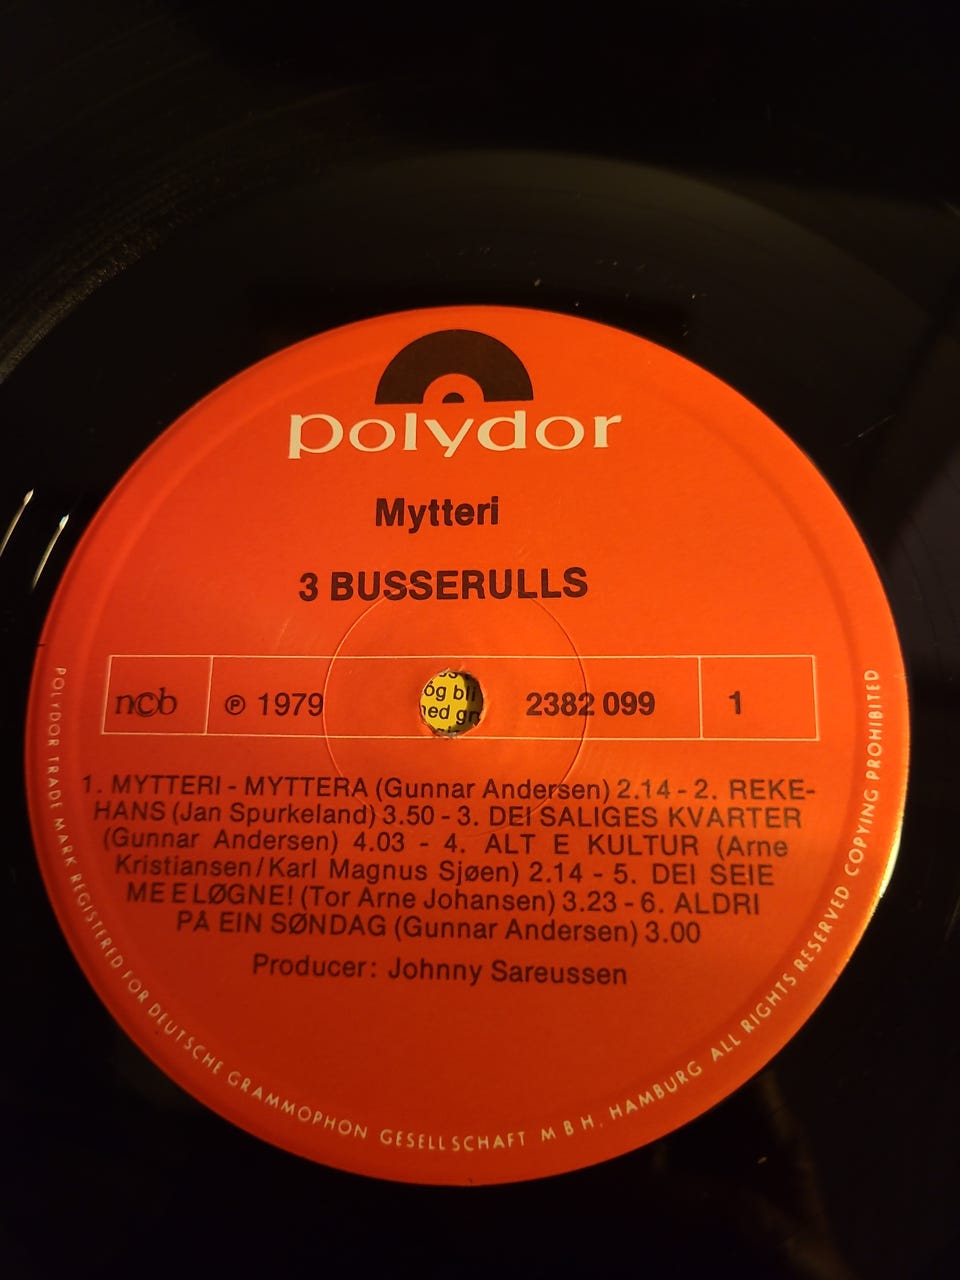 polydor
Mytteri
3 BUSSERULLS
ncb
℗ 1979
2382 099
1
óg bli
ned gn
1. MYTTERI - MYTTERA (Gunnar Andersen) 2.14 - 2. REKE-
HANS (Jan Spurkeland) 3.50 - 3. DEI SALIGES KVARTER
(Gunnar Andersen) 4.03 - 4. ALT E KULTUR (Arne
Kristiansen/Karl Magnus Sjøen) 2.14 - 5. DEI SEIE
ME E LØGNE! (Tor Arne Johansen) 3.23 - 6. ALDRI
PÅ EIN SØNDAG (Gunnar Andersen) 3.00
Producer: Johnny Sareussen
POLYDOR TRADE MARK REGISTERED FOR DEUTSCHE GRAMMOPHON GESELLSCHAFT M B H. HAMBURG ALL RIGHTS RESERVED COPYING PROHIBITED